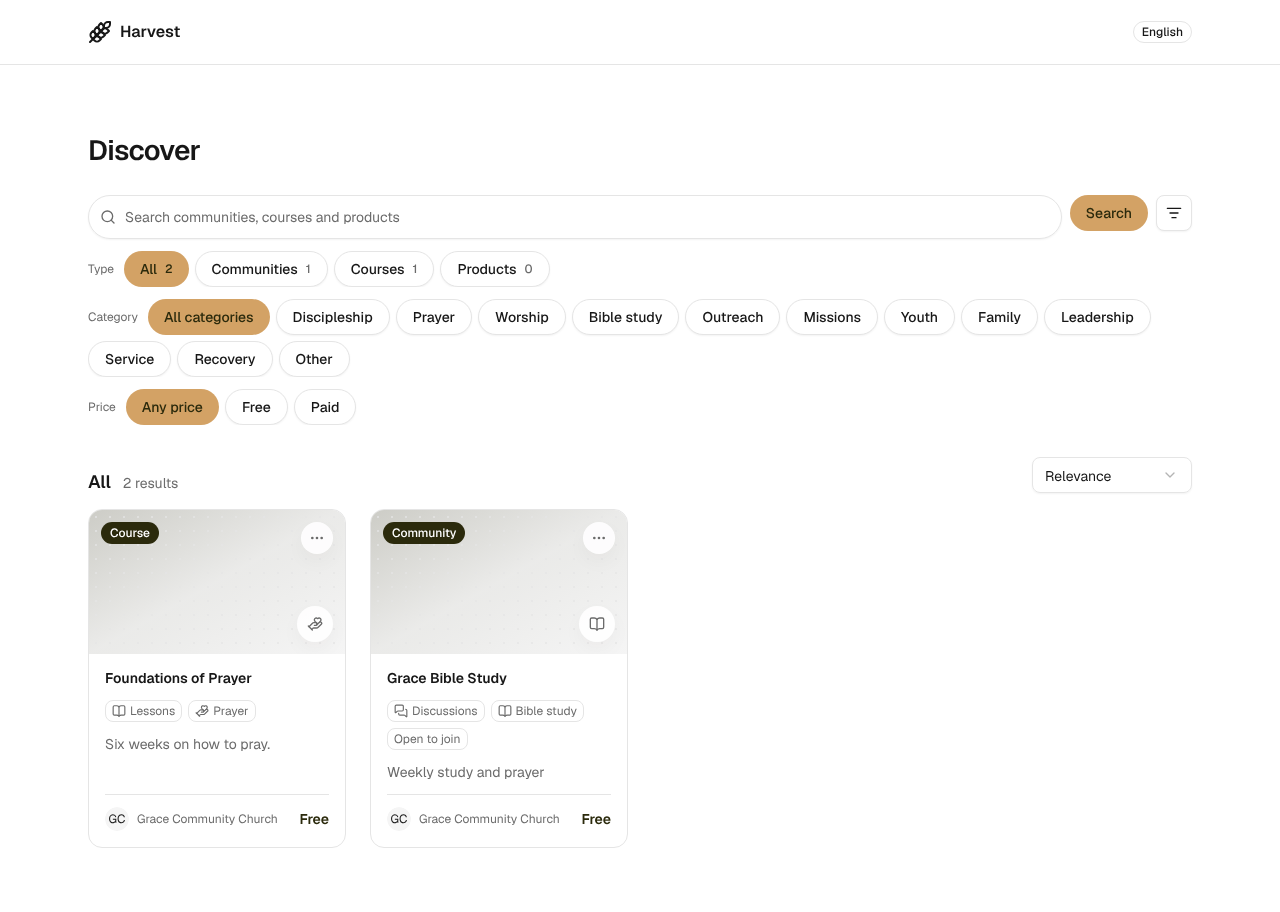 Harvest
English
Discover
Search communities, courses and products
Search
Type All 2 Communities 1 Courses 1 Products 0
Category All categories Discipleship Prayer Worship Bible study Outreach Missions Youth Family Leadership
Service Recovery Other
Price Any price Free Paid
All 2 results
Relevance
Course
Foundations of Prayer
Lessons Prayer
Six weeks on how to pray.
GC Grace Community Church Free
Community
Grace Bible Study
Discussions Bible study
Open to join
Weekly study and prayer
GC Grace Community Church Free